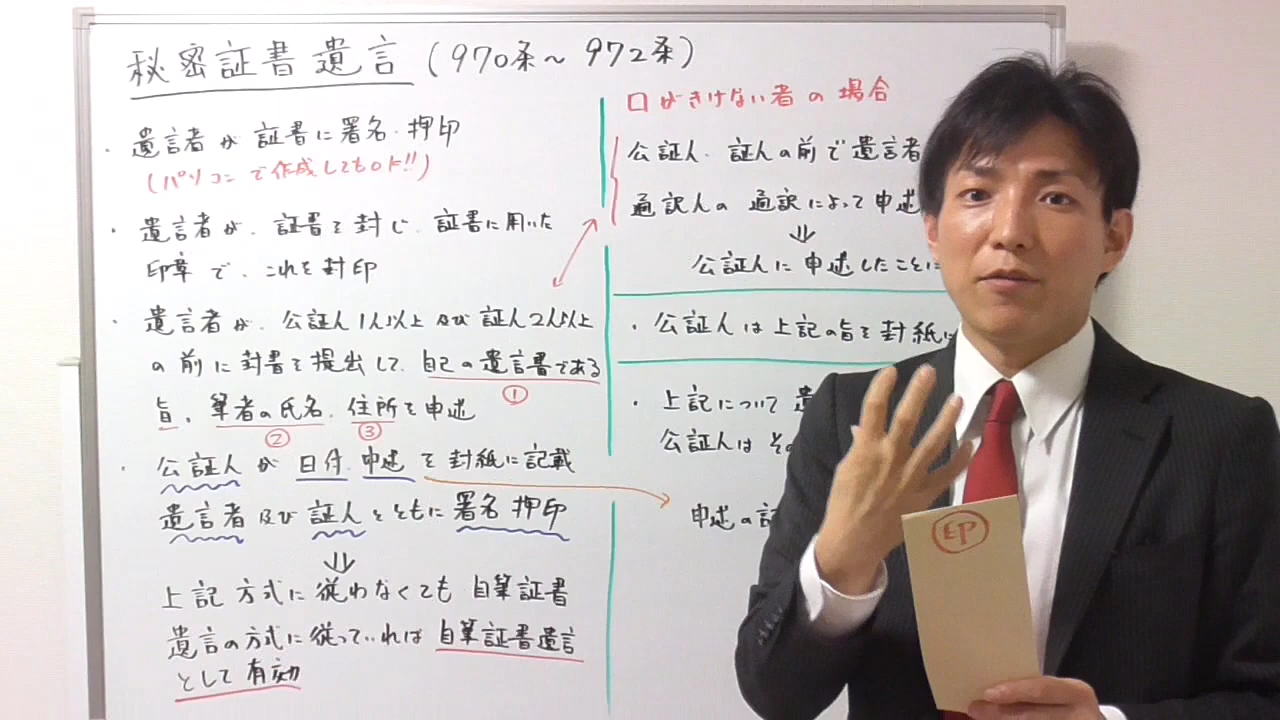 秘密証書遺言(970条~972条)
・遺言者が証書に署名・押印
(パソコンで作成してもOK!!)
・遺言者が、証書を封じ、証書に用いた
印章で、これを封印
・遺言者が、公証人1人以上及び証人2人以上
の前に封書を提出して、自己の遺言書である
①
旨、筆者の氏名、住所を申述
② ③
・公証人が日付、申述を封紙に記載
遺言者及び証人とともに署名押印
⇓
上記方式に従わなくても自筆証書
遺言の方式に従っていれば自筆証書遺言
として有効
口がきけない者の場合
公証人、証人の前で遺言者
通訳人の通訳によって申述
⇓
公証人に申述したことに
・公証人は上記の旨を封紙に
・上記について遺
公証人はその
申述の記
印